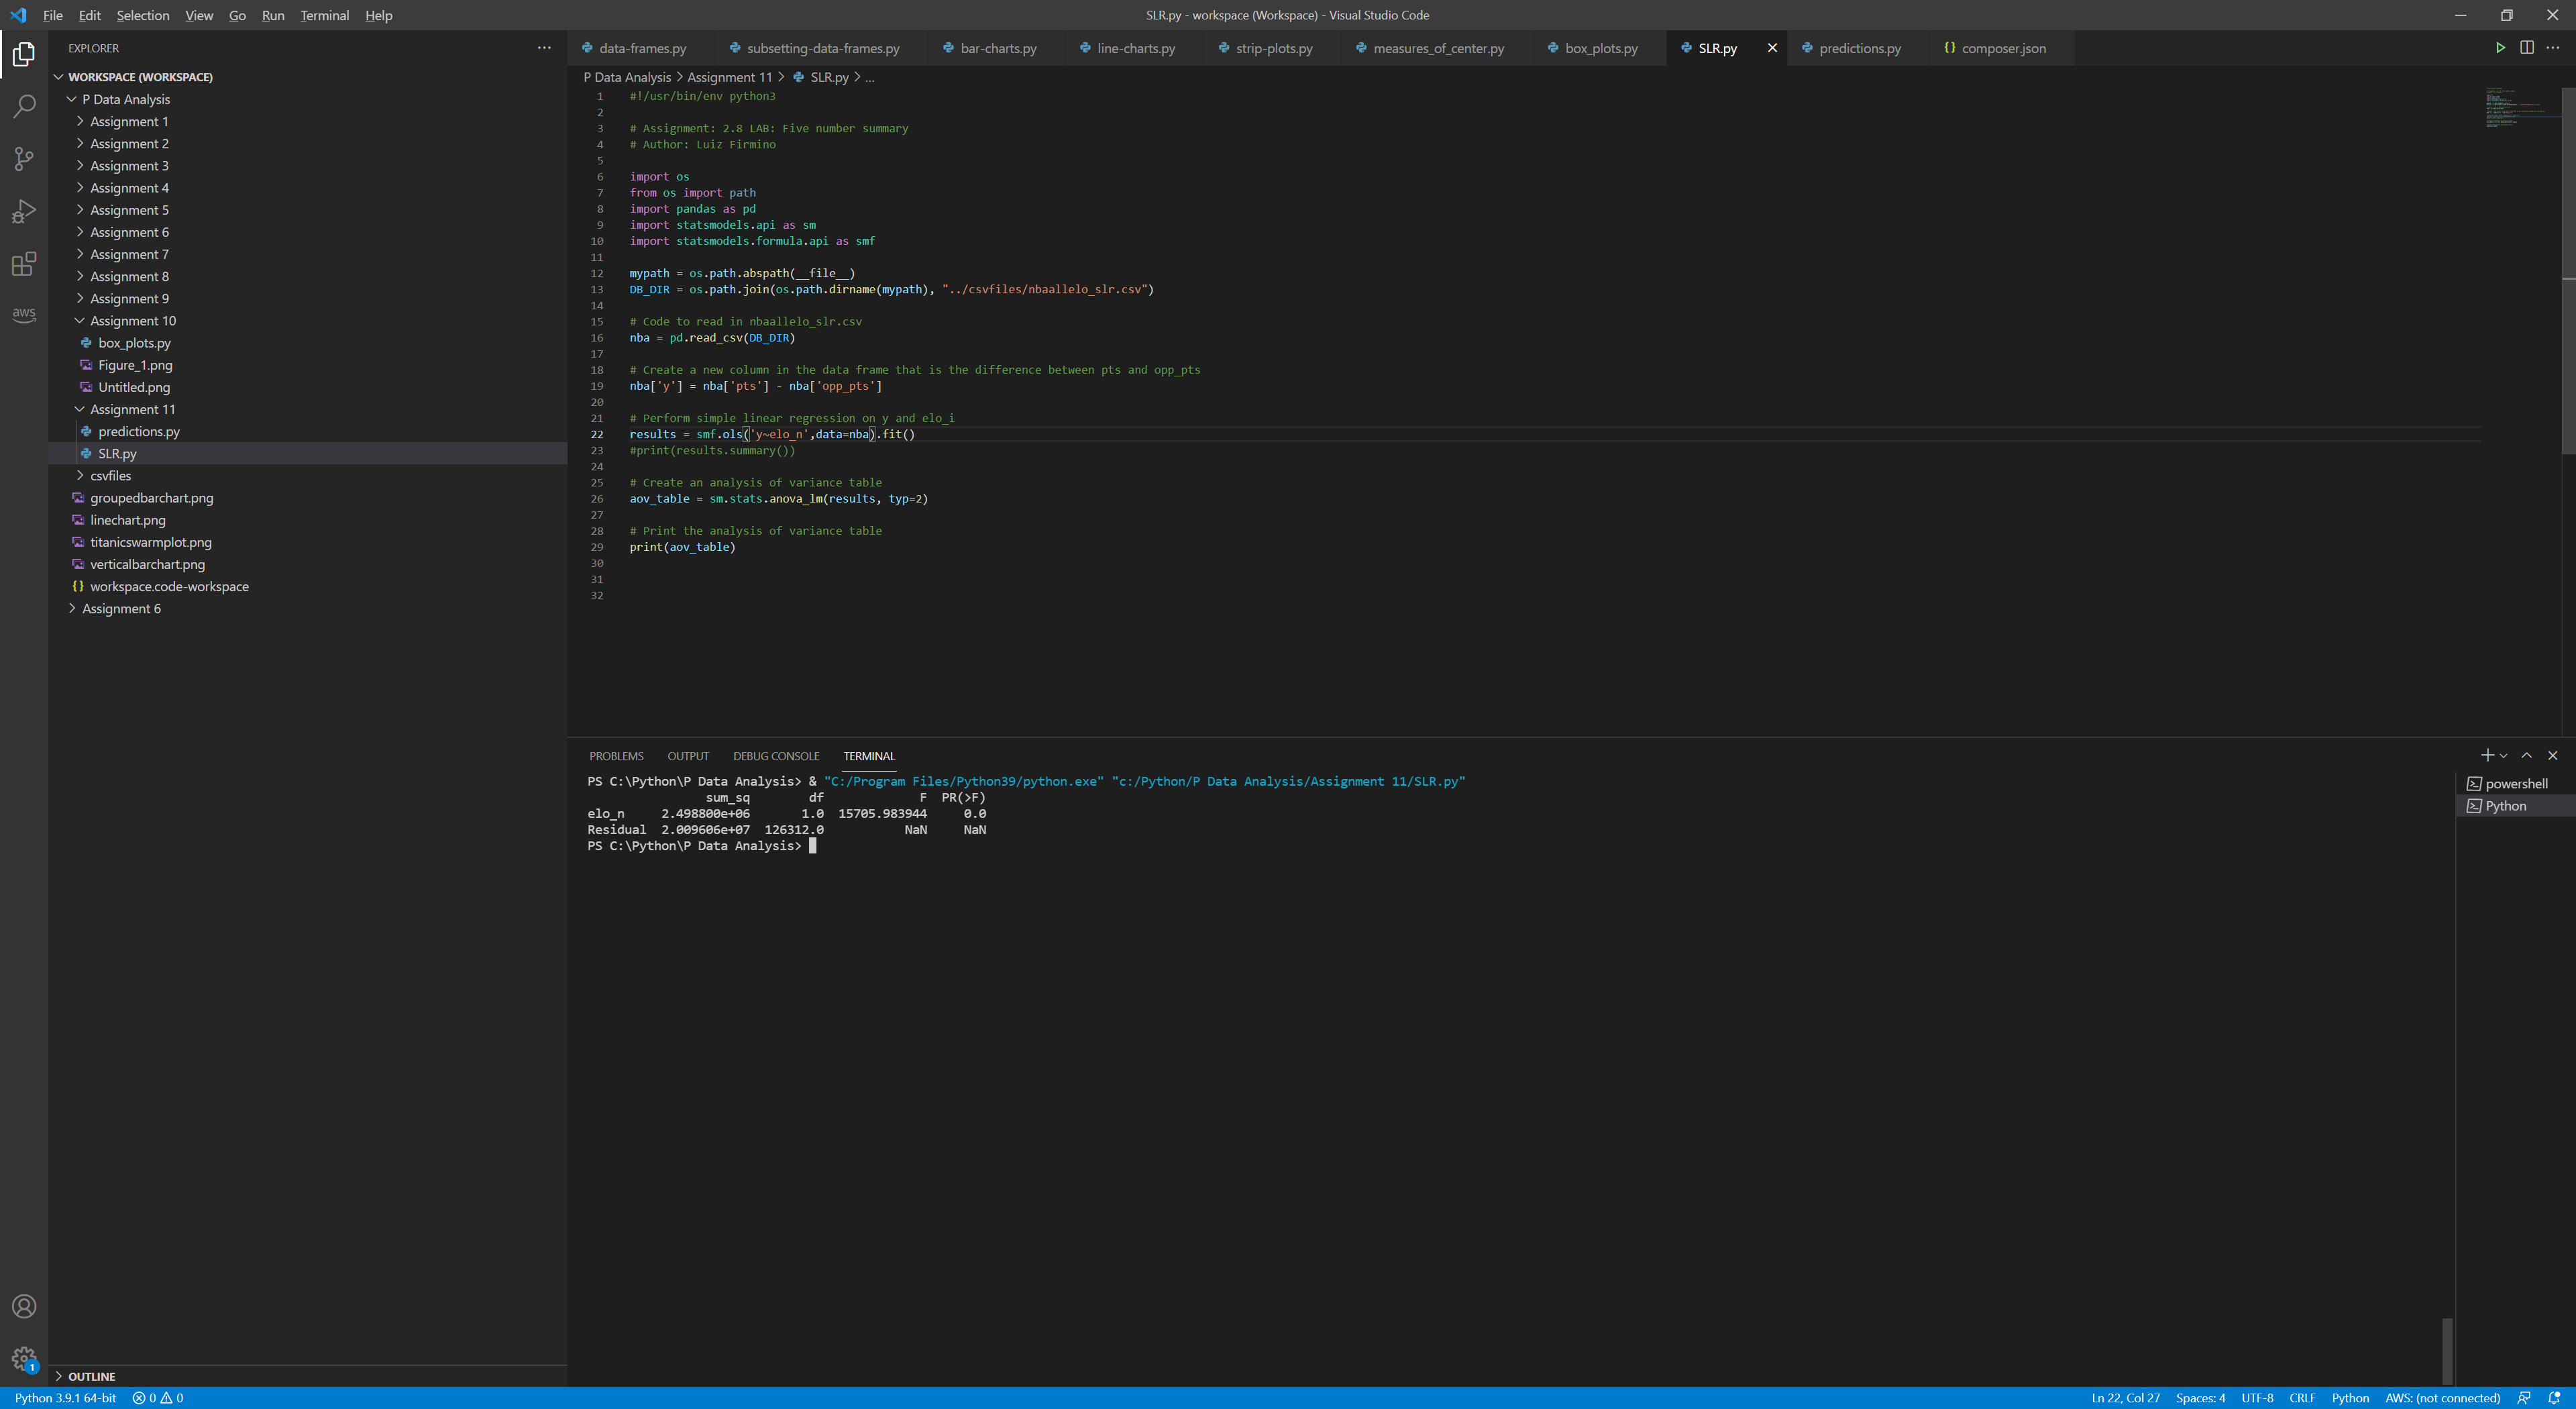 File Edit Selection View Go Run Terminal Help
SLR.py - workspace (Workspace) - Visual Studio Code
EXPLORER
WORKSPACE (WORKSPACE)
P Data Analysis
Assignment 1
Assignment 2
Assignment 3
Assignment 4
Assignment 5
Assignment 6
Assignment 7
Assignment 8
Assignment 9
Assignment 10
box_plots.py
Figure_1.png
Untitled.png
Assignment 11
predictions.py
SLR.py
csvfiles
groupedbarchart.png
linechart.png
titanicswarmplot.png
verticalbarchart.png
workspace.code-workspace
Assignment 6
OUTLINE
aws
1
data-frames.py subsetting-data-frames.py bar-charts.py line-charts.py strip-plots.py measures_of_center.py box_plots.py SLR.py predictions.py {} composer.json
P Data Analysis > Assignment 11 > SLR.py > ...
1 #!/usr/bin/env python3
2
3 # Assignment: 2.8 LAB: Five number summary
4 # Author: Luiz Firmino
5
6 import os
7 from os import path
8 import pandas as pd
9 import statsmodels.api as sm
10 import statsmodels.formula.api as smf
11
12 mypath = os.path.abspath(__file__)
13 DB_DIR = os.path.join(os.path.dirname(mypath), "../csvfiles/nbaallelo_slr.csv")
14
15 # Code to read in nbaallelo_slr.csv
16 nba = pd.read_csv(DB_DIR)
17
18 # Create a new column in the data frame that is the difference between pts and opp_pts
19 nba['y'] = nba['pts'] - nba['opp_pts']
20
21 # Perform simple linear regression on y and elo_i
22 results = smf.ols('y~elo_n',data=nba).fit()
23 #print(results.summary())
24
25 # Create an analysis of variance table
26 aov_table = sm.stats.anova_lm(results, typ=2)
27
28 # Print the analysis of variance table
29 print(aov_table)
30
31
32
PROBLEMS OUTPUT DEBUG CONSOLE TERMINAL
PS C:\Python\P Data Analysis> & "C:/Program Files/Python39/python.exe" "c:/Python/P Data Analysis/Assignment 11/SLR.py"
sum_sq df F PR(>F)
elo_n 2.498800e+06 1.0 15705.983944 0.0
Residual 2.009606e+07 126312.0 NaN NaN
PS C:\Python\P Data Analysis>
powershell
Python
Python 3.9.1 64-bit 0 0
Ln 22, Col 27 Spaces: 4 UTF-8 CRLF Python AWS: (not connected)